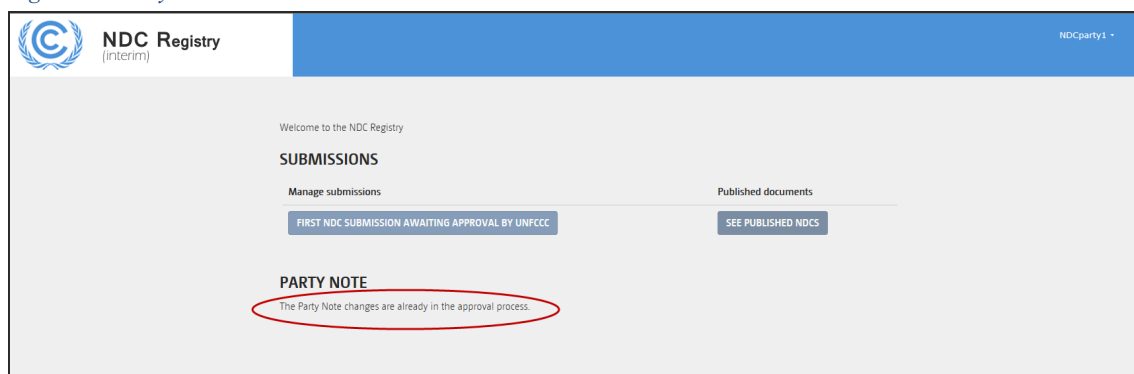 NDC Registry
(interim)
NDCparty1
Welcome to the NDC Registry
SUBMISSIONS
Manage submissions
Published documents
FIRST NDC SUBMISSION AWAITING APPROVAL BY UNFCCC
SEE PUBLISHED NDCS
PARTY NOTE
The Party Note changes are already in the approval process.